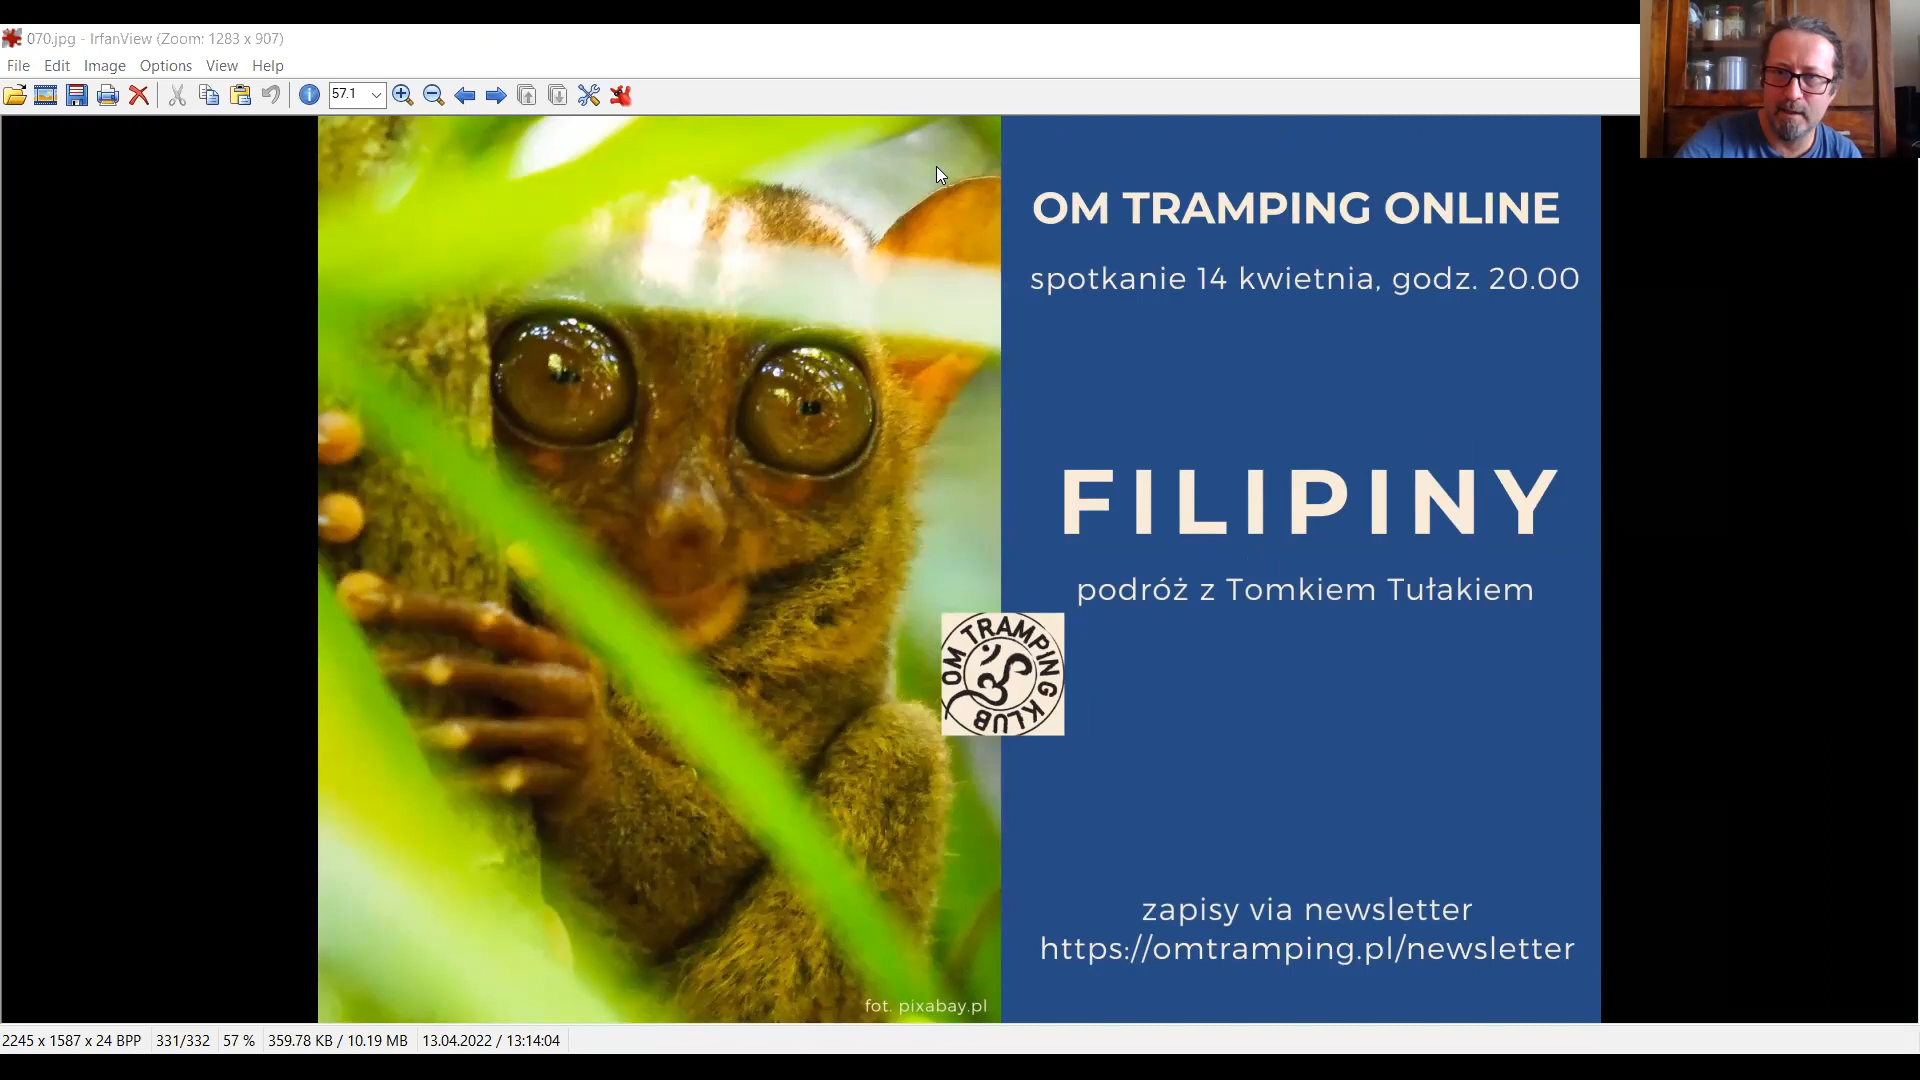 070.jpg - IrfanView (Zoom: 1283 x 907)
File Edit Image Options View Help
57.1
OM TRAMPING ONLINE
spotkanie 14 kwietnia, godz. 20.00
FILIPINY
podróż z Tomkiem Tułakiem
OM TRAMPING KLUB
ॐ
zapisy via newsletter
https://omtramping.pl/newsletter
fot. pixabay.pl
2245 x 1587 x 24 BPP 331/332 57 % 359.78 KB / 10.19 MB 13.04.2022 / 13:14:04